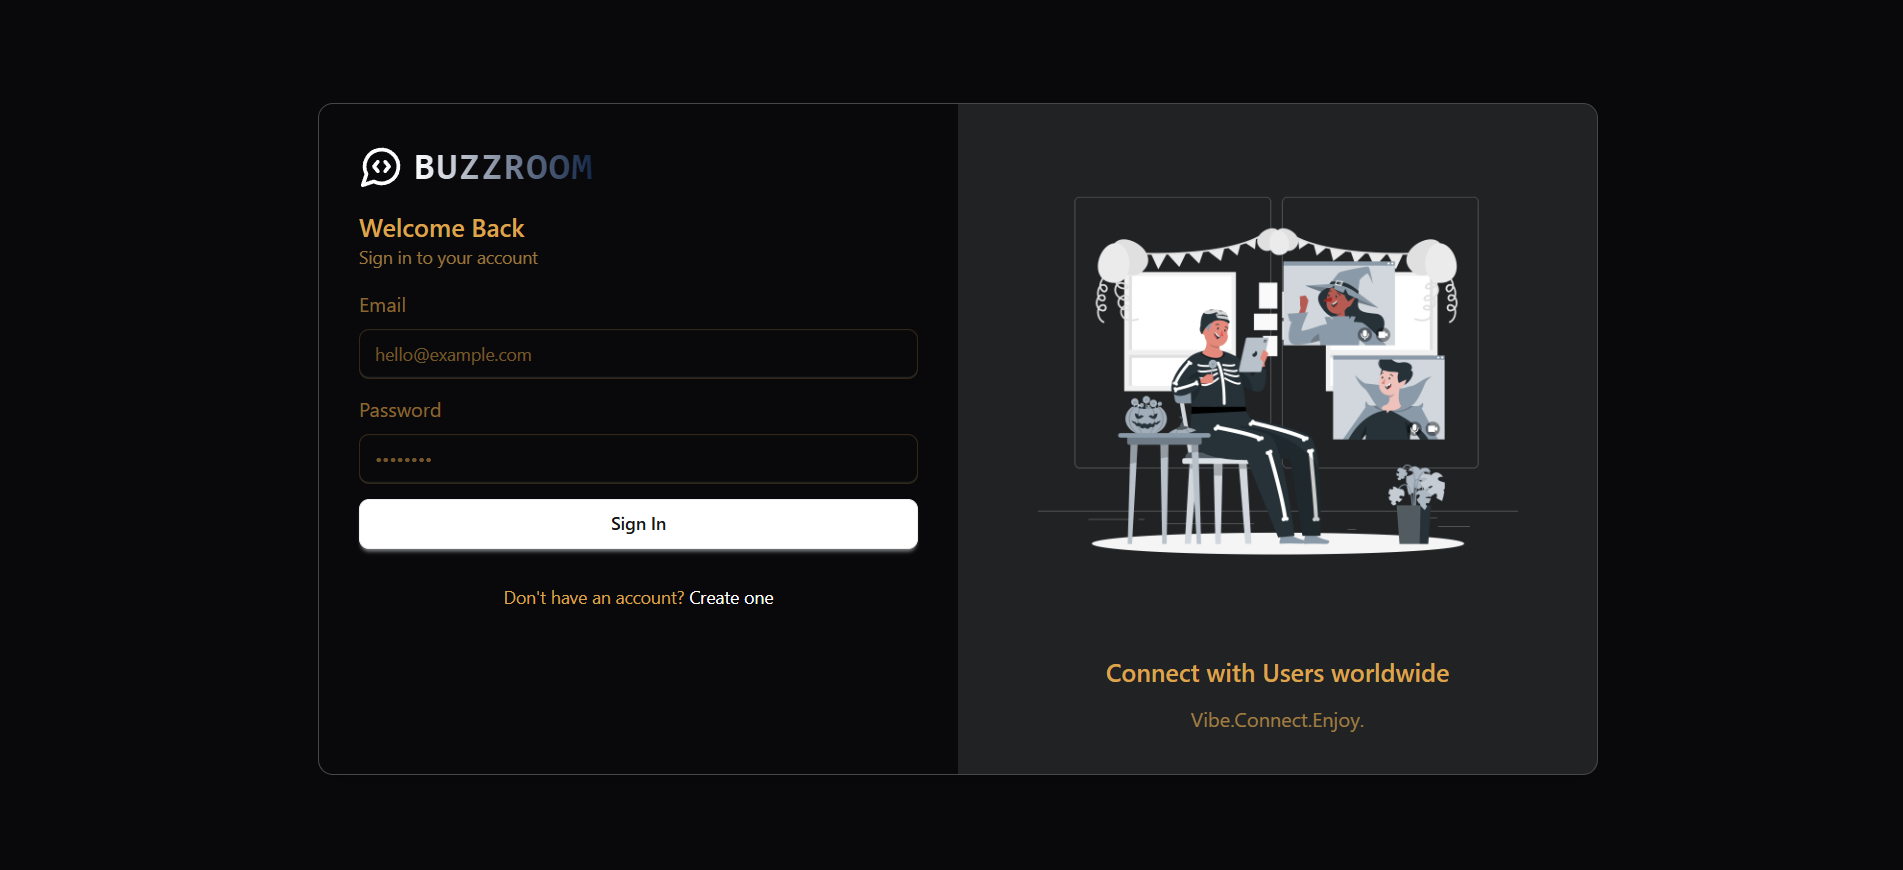 BUZZROOM
Welcome Back
Sign in to your account
Email
hello@example.com
Password
••••••••
Sign In
Don't have an account? Create one
Connect with Users worldwide
Vibe.Connect.Enjoy.